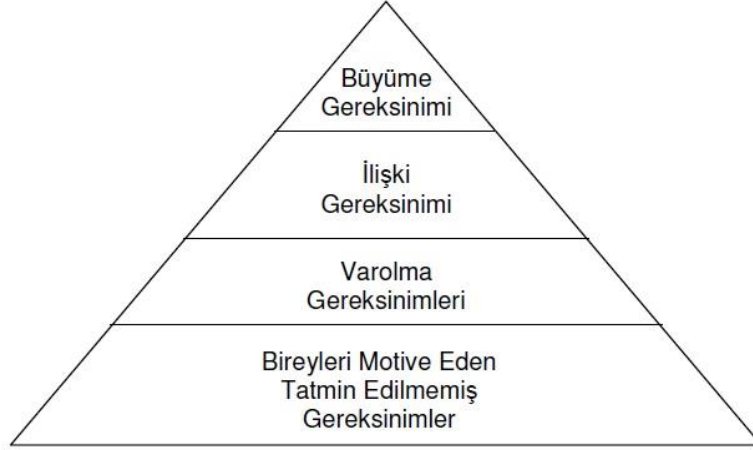 Büyüme
Gereksinimi
İlişki
Gereksinimi
Varolma
Gereksinimleri
Bireyleri Motive Eden
Tatmin Edilmemiş
Gereksinimler